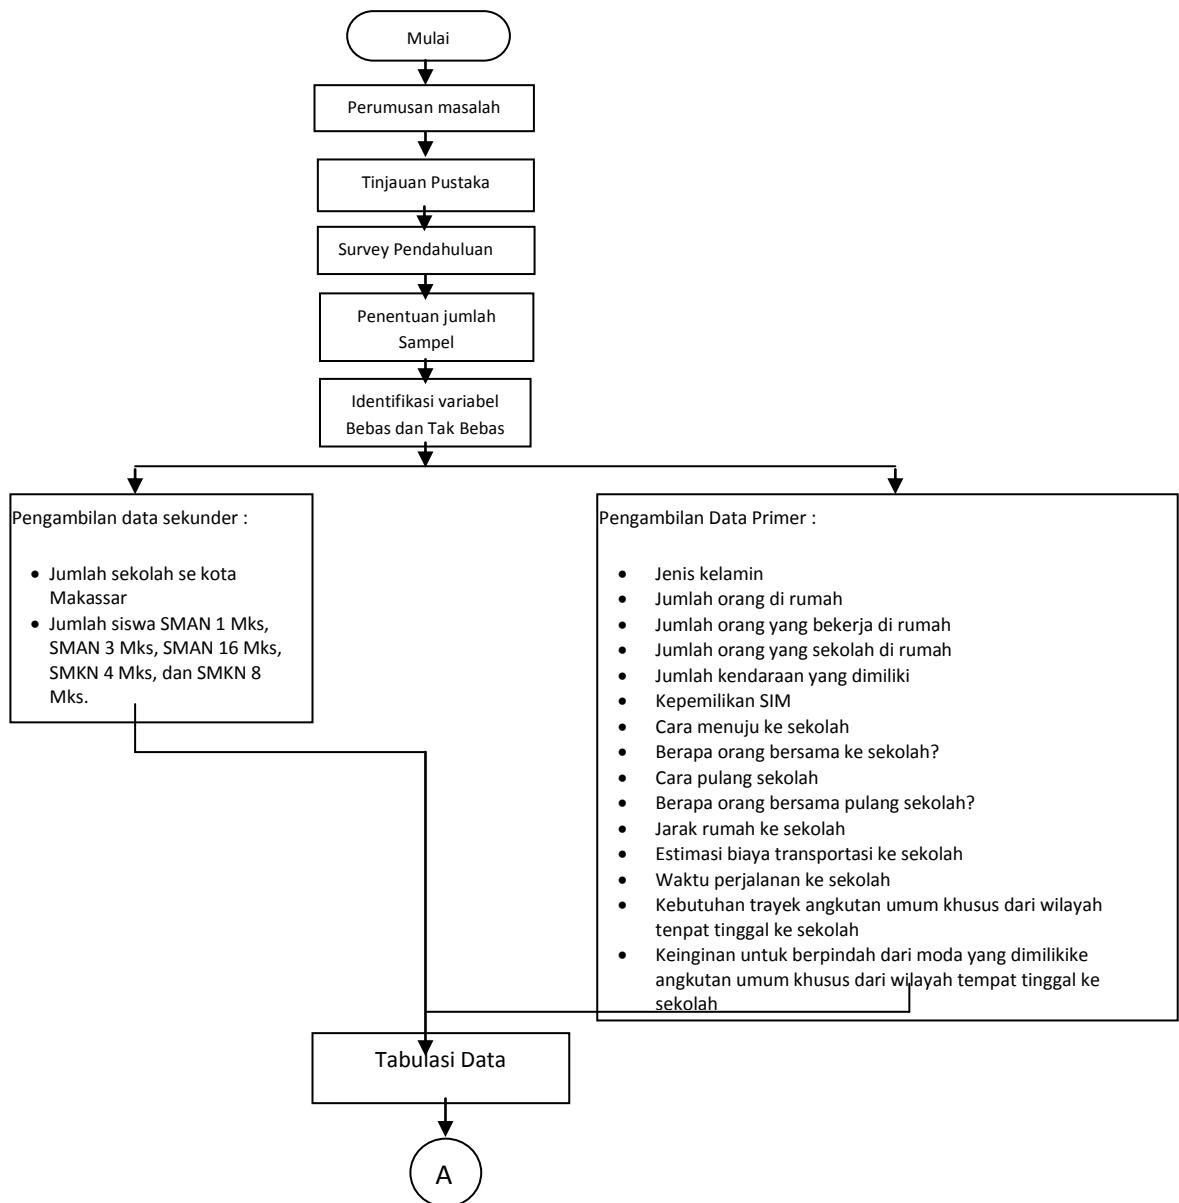 Mulai
Perumusan masalah
Tinjauan Pustaka
Survey Pendahuluan
Penentuan jumlah
Sampel
Identifikasi variabel
Bebas dan Tak Bebas
Pengambilan data sekunder :
• Jumlah sekolah se kota
Makassar
• Jumlah siswa SMAN 1 Mks,
SMAN 3 Mks, SMAN 16 Mks,
SMKN 4 Mks, dan SMKN 8
Mks.
Pengambilan Data Primer :
• Jenis kelamin
• Jumlah orang di rumah
• Jumlah orang yang bekerja di rumah
• Jumlah orang yang sekolah di rumah
• Jumlah kendaraan yang dimiliki
• Kepemilikan SIM
• Cara menuju ke sekolah
• Berapa orang bersama ke sekolah?
• Cara pulang sekolah
• Berapa orang bersama pulang sekolah?
• Jarak rumah ke sekolah
• Estimasi biaya transportasi ke sekolah
• Waktu perjalanan ke sekolah
• Kebutuhan trayek angkutan umum khusus dari wilayah
tenpat tinggal ke sekolah
• Keinginan untuk berpindah dari moda yang dimilikike
angkutan umum khusus dari wilayah tempat tinggal ke
sekolah
Tabulasi Data
A